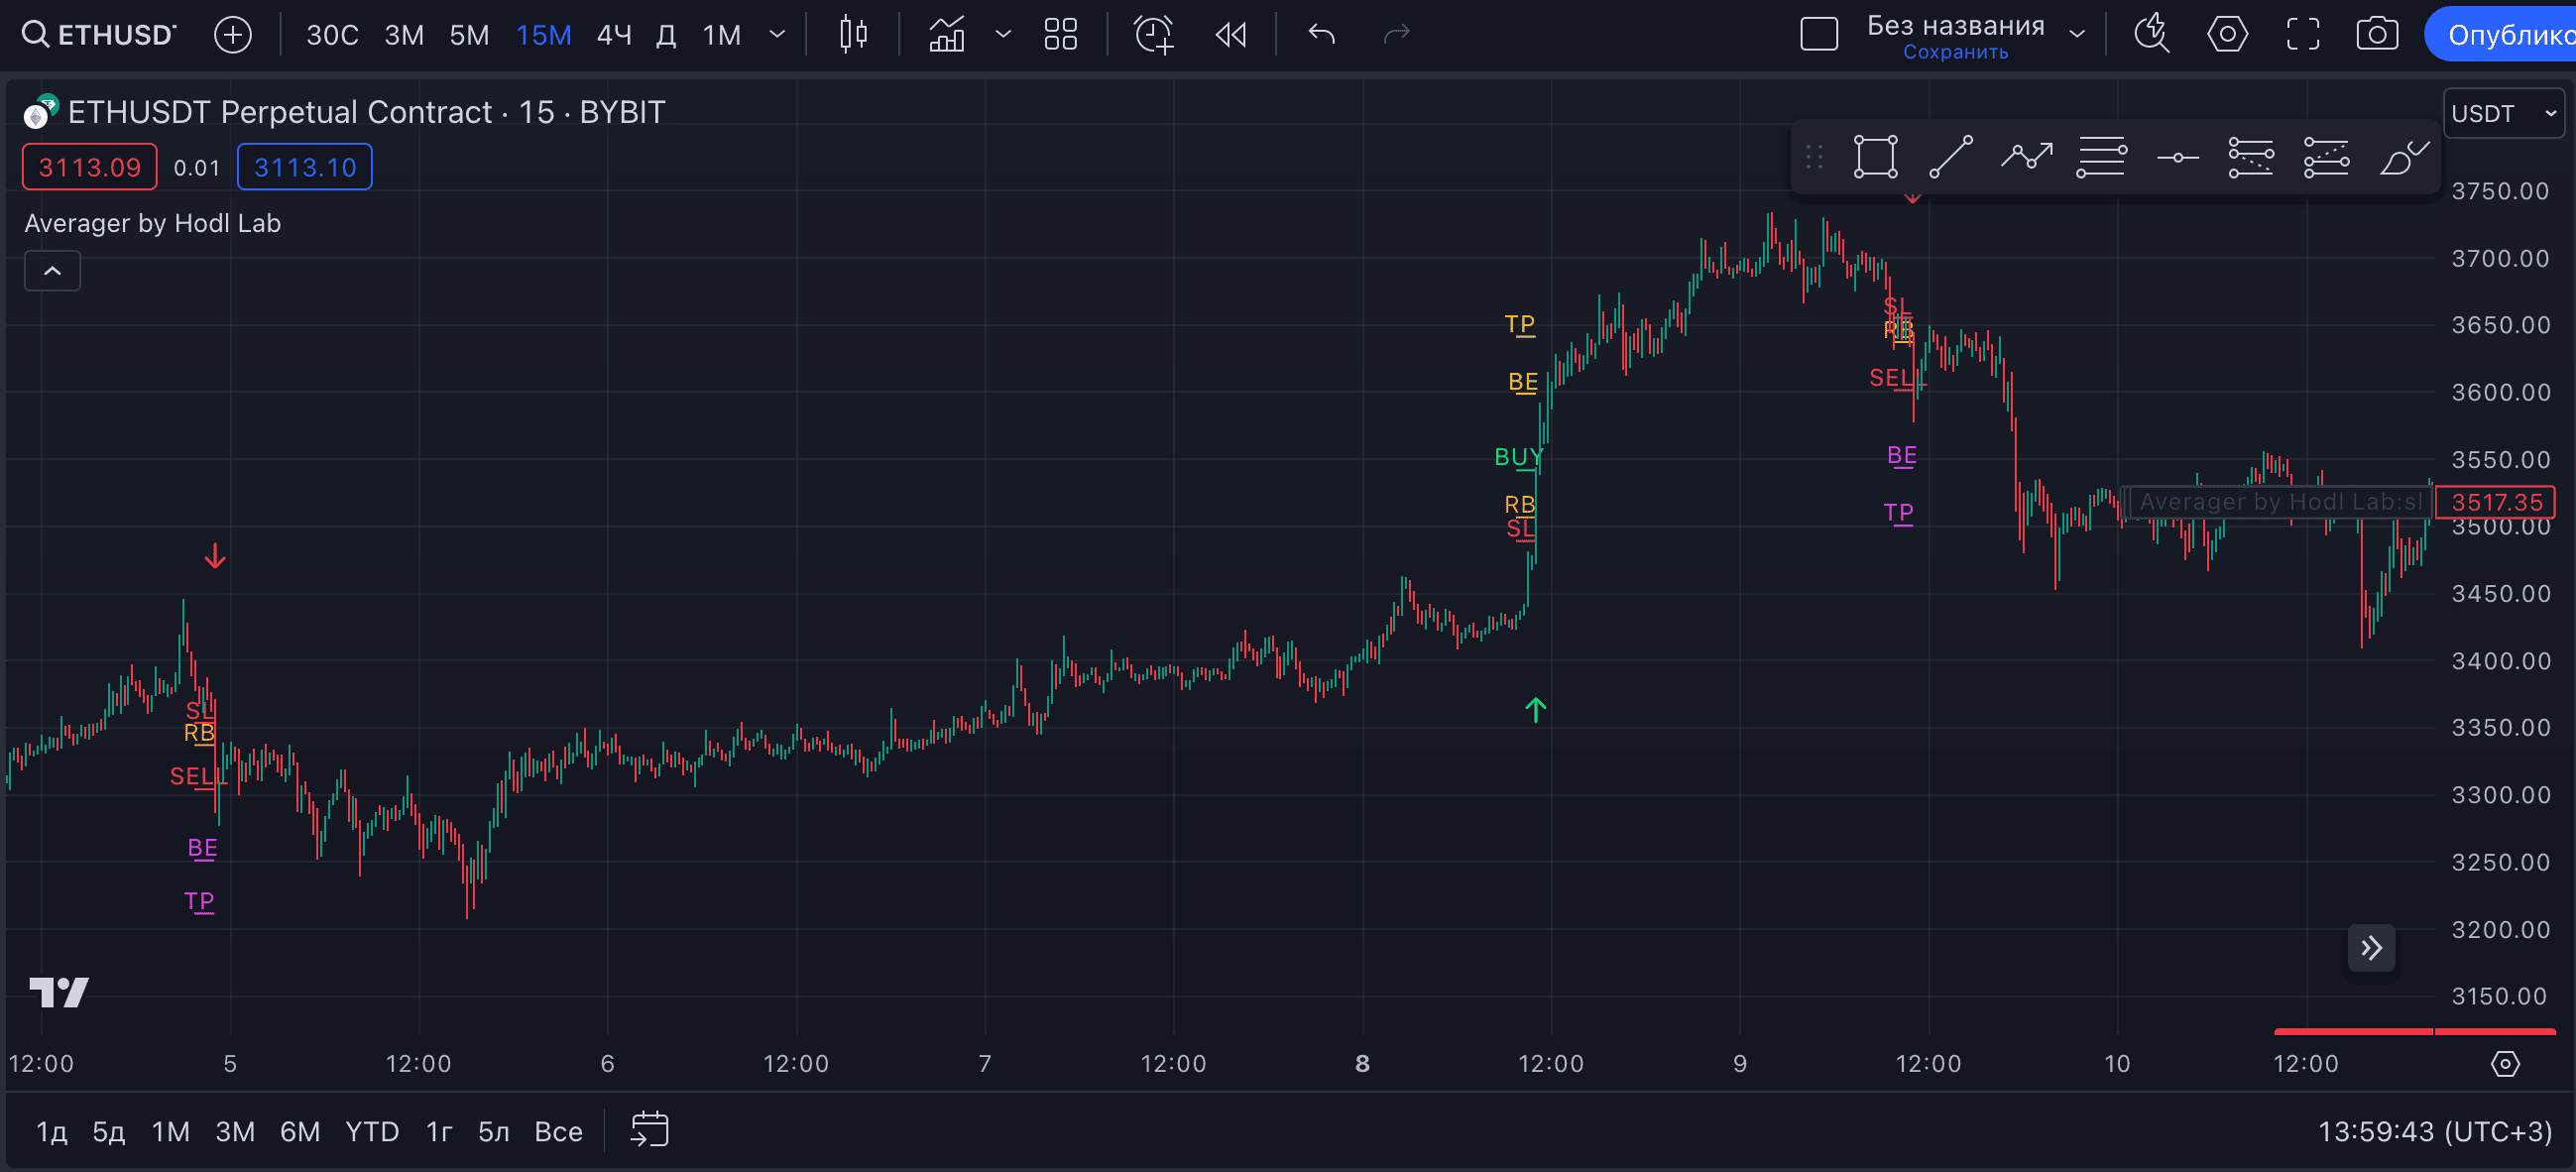 ETHUSD
30С 3М 5М 15М 4Ч Д 1М
Без названия
Сохранить
ETHUSDT Perpetual Contract · 15 · BYBIT
USDT
3113.09 0.01 3113.10
Averager by Hodl Lab
3750.00
3700.00
TP
SL
RB
3650.00
BE
SELL
3600.00
BUY
BE
3550.00
RB
TP
Averager by Hodl Lab:sl 3517.35
SL
3500.00
3450.00
3400.00
SL
RB
3350.00
SELL
3300.00
BE
3250.00
TP
3200.00
3150.00
12:00 5 12:00 6 12:00 7 12:00 8 12:00 9 12:00 10 12:00
1д 5д 1М 3М 6М YTD 1г 5л Все
13:59:43 (UTC+3)